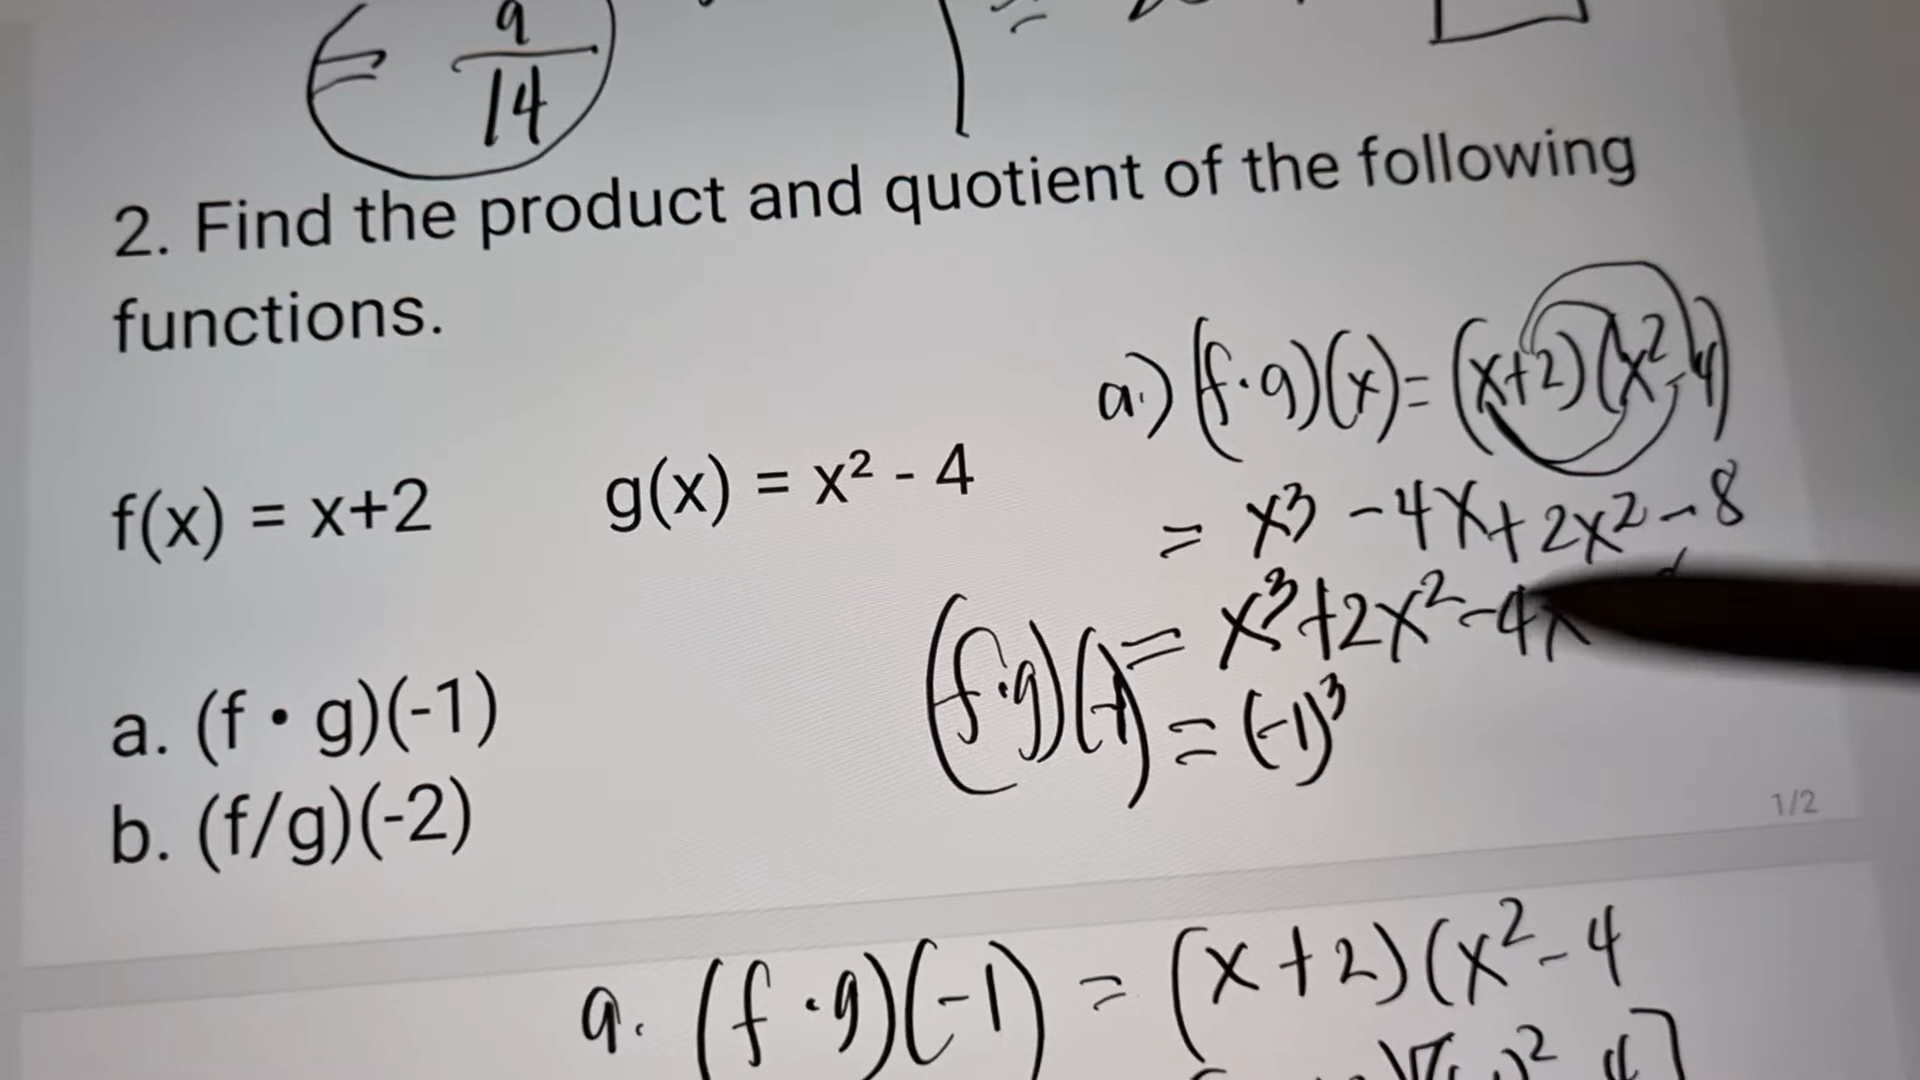 = 9/14
2. Find the product and quotient of the following
functions.
a.) (f·g)(x) = (x+2)(x²-4)
f(x) = x+2
g(x) = x² - 4
= x³ - 4x + 2x² - 8
= x³ + 2x² - 4x
(f·g)(-1) = (-1)³
a. (f • g)(-1)
b. (f/g)(-2)
1/2
a. (f·g)(-1) = (x+2)(x²-4